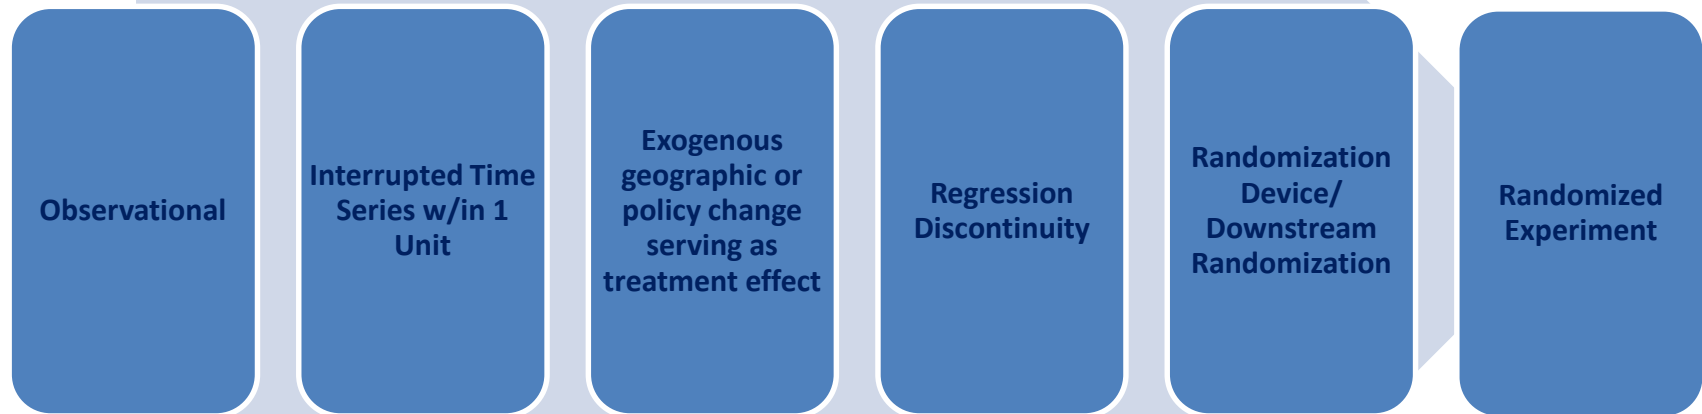 Observational
Interrupted Time
Series w/in 1
Unit
Exogenous
geographic or
policy change
serving as
treatment effect
Regression
Discontinuity
Randomization
Device/
Downstream
Randomization
Randomized
Experiment